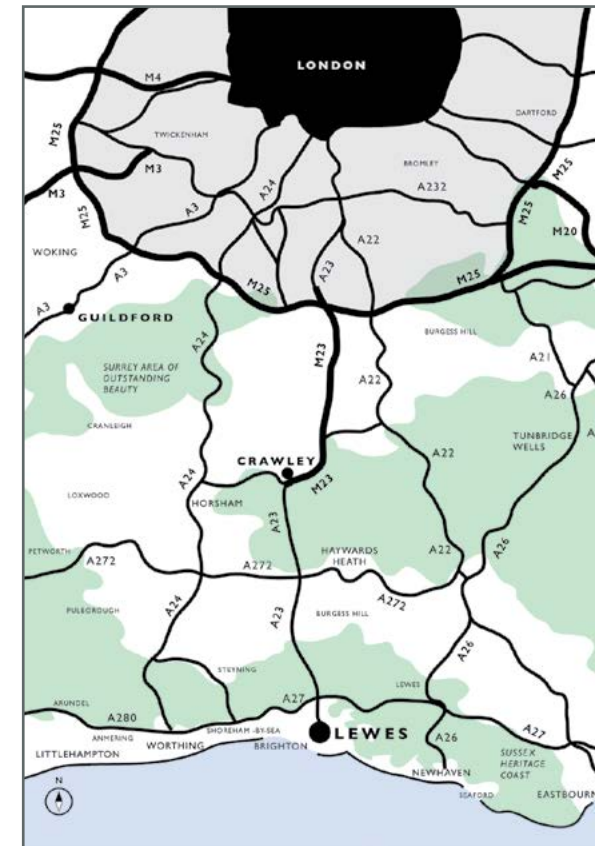 LONDON
M4
DARTFORD
TWICKENHAM
M25
M3
M3
BROMLEY
M25
A24
A232
M25
A3
M25
M20
WOKING
A22
A3
A23
M25
M25
A3
GUILDFORD
BURGESS HILL
A24
M23
A21
SURREY AREA OF
OUTSTANDING
BEAUTY
A22
A26
CRANLEIGH
TUNBRIDGE
WELLS
A
A22
CRAWLEY
A24
M23
LOXWOOD
HORSHAM
A23
PETWORTH
A272
HAYWARDS
HEATH
A22
A26
A272
A24
A272
PULBOROUGH
A23
BURGESS HILL
A26
STEYNING
LEWES
ARUNDEL
A27
A280
SHOREHAM -BY-SEA
LEWES
A27
ANMERING
WORTHING
BRIGHTON
A26
LITTLEHAMPTON
SUSSEX
HERITAGE
COAST
NEWHAVEN
N
SEAFORD
EASTBOURN